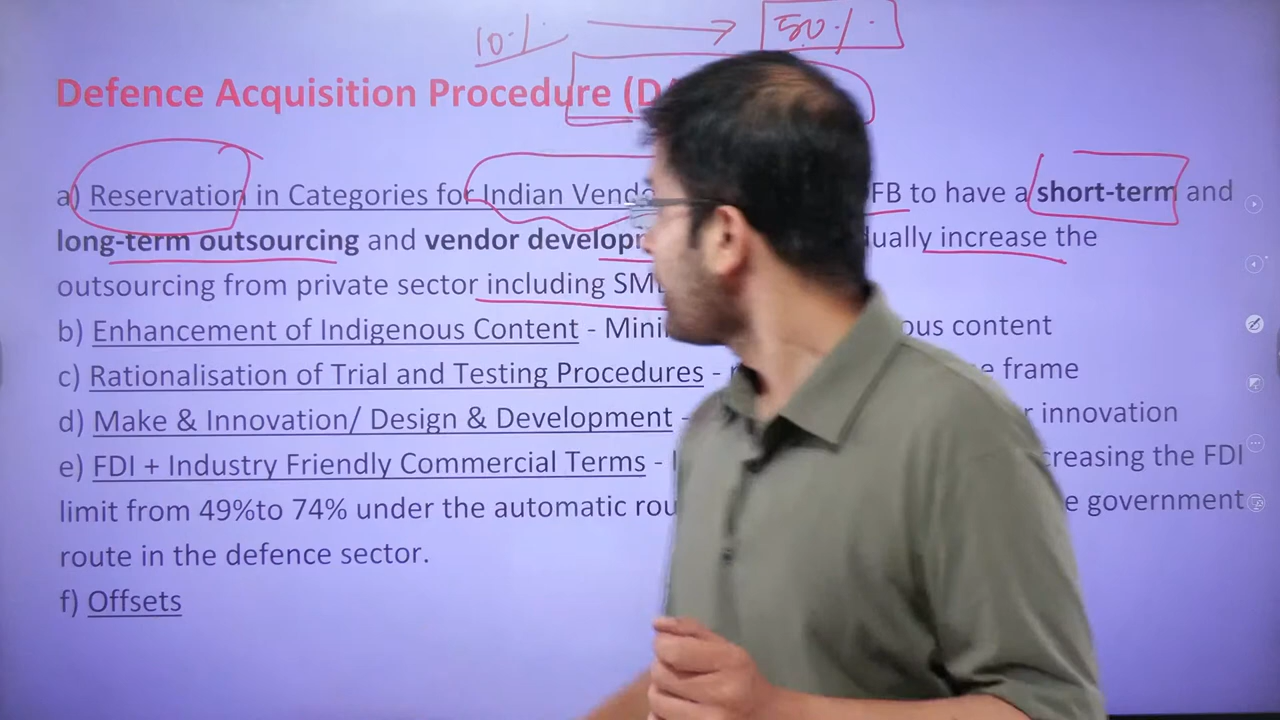 10% → 50%
Defence Acquisition Procedure (D
a) Reservation in Categories for Indian Vend FB to have a short-term and
long-term outsourcing and vendor develop ually increase the
outsourcing from private sector including SM
b) Enhancement of Indigenous Content - Mini ous content
c) Rationalisation of Trial and Testing Procedures - frame
d) Make & Innovation/ Design & Development - innovation
e) FDI + Industry Friendly Commercial Terms - creasing the FDI
limit from 49%to 74% under the automatic rou government
route in the defence sector.
f) Offsets